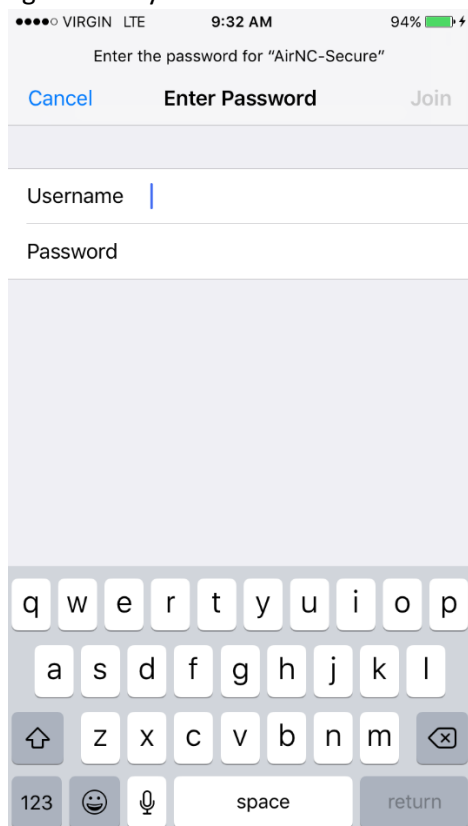 VIRGIN LTE 9:32 AM 94%
Enter the password for “AirNC-Secure”
Cancel Enter Password Join
Username
Password
q w e r t y u i o p
a s d f g h j k l
z x c v b n m
123 space return